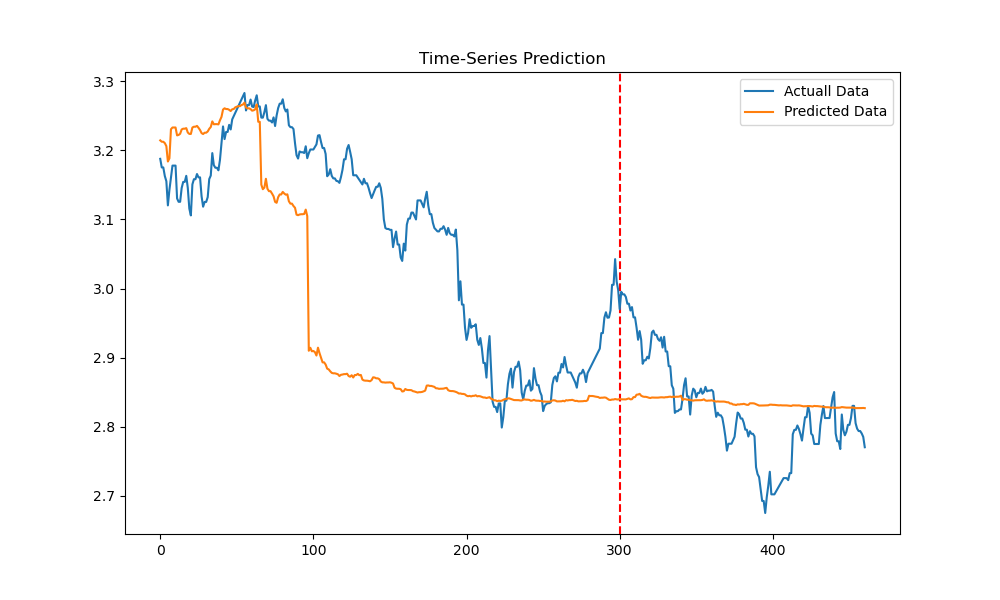 Time-Series Prediction
Actuall Data
Predicted Data
3.3
3.2
3.1
3.0
2.9
2.8
2.7
0 100 200 300 400